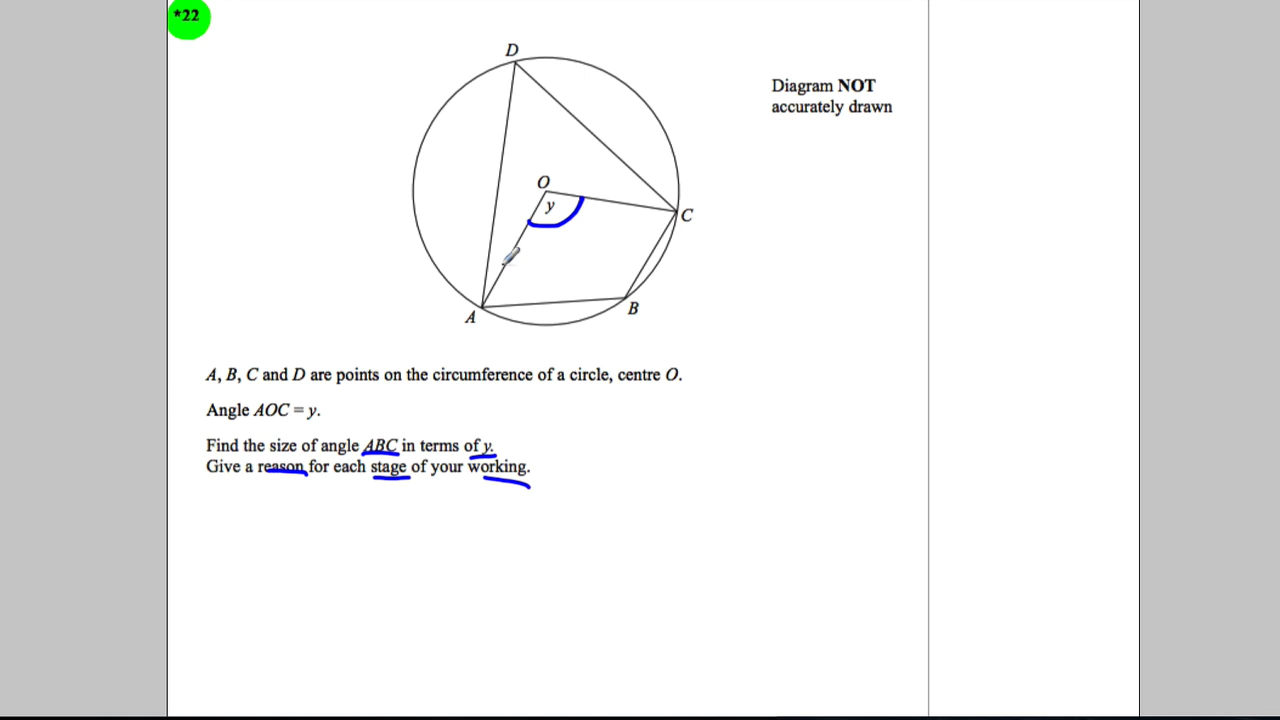 *22
D
Diagram NOT
accurately drawn
O
y
C
B
A
A, B, C and D are points on the circumference of a circle, centre O.
Angle AOC = y.
Find the size of angle ABC in terms of y.
Give a reason for each stage of your working.